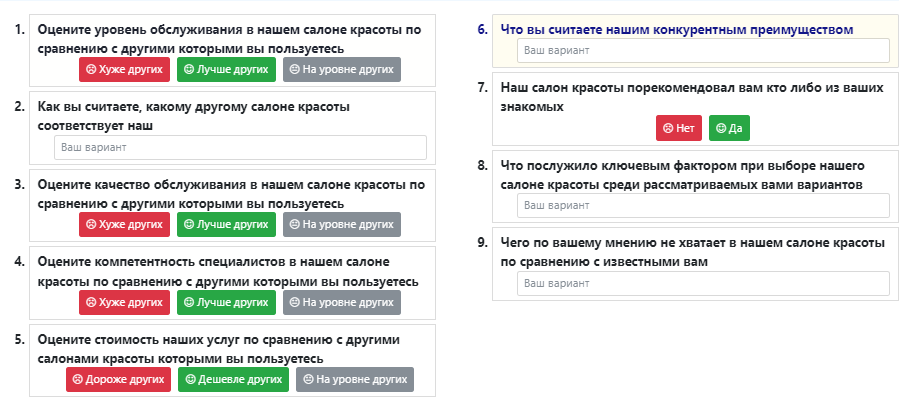 1. Оцените уровень обслуживания в нашем салоне красоты по
сравнению с другими которыми вы пользуетесь
Хуже других Лучше других На уровне других
2. Как вы считаете, какому другому салоне красоты
соответствует наш
Ваш вариант
3. Оцените качество обслуживания в нашем салоне красоты по
сравнению с другими которыми вы пользуетесь
Хуже других Лучше других На уровне других
4. Оцените компетентность специалистов в нашем салоне
красоты по сравнению с другими которыми вы пользуетесь
Хуже других Лучше других На уровне других
5. Оцените стоимость наших услуг по сравнению с другими
салонами красоты которыми вы пользуетесь
Дороже других Дешевле других На уровне других
6. Что вы считаете нашим конкурентным преимуществом
Ваш вариант
7. Наш салон красоты порекомендовал вам кто либо из ваших
знакомых
Нет Да
8. Что послужило ключевым фактором при выборе нашего
салоне красоты среди рассматриваемых вами вариантов
Ваш вариант
9. Чего по вашему мнению не хватает в нашем салоне красоты
по сравнению с известными вам
Ваш вариант